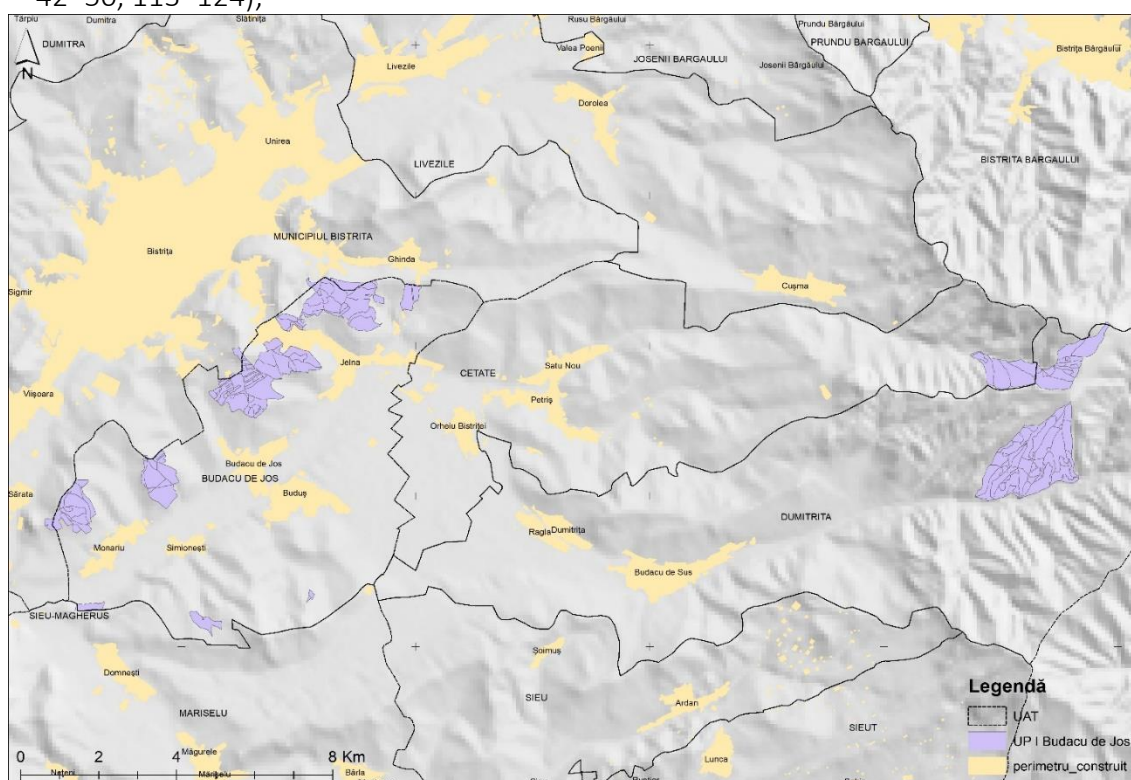 42–50, 113–124);
Tărpiu
Dumitra
Slătinița
DUMITRA
Rusu Bârgăului
Valea Poenii
Prundu Bârgăului
PRUNDU BARGAULUI
Bistrița Bârgăului
JOSENII BARGAULUI
Josenii Bârgăului
N
Livezile
Dorolea
Unirea
LIVEZILE
BISTRITA BARGAULUI
MUNICIPIUL BISTRITA
Bistrița
Ghinda
Sigmir
Cușma
Jelna
CETATE
Satu Nou
Viișoara
Petriș
Orheiu Bistriței
Budacu de Jos
BUDACU DE JOS
Sărata
Buduș
DUMITRITA
Ragla
Dumitrița
Monariu
Simionești
Budacu de Sus
SIEU-MAGHERUS
Domnești
Șoimuș
SIEU
Ardan
MARISELU
SIEUT
Legendă
UAT
UP I Budacu de Jos
perimetru_construit
Măgurele
Lunca
0 2 4 8 Km
Nețeni
Mărișelu
Bârla